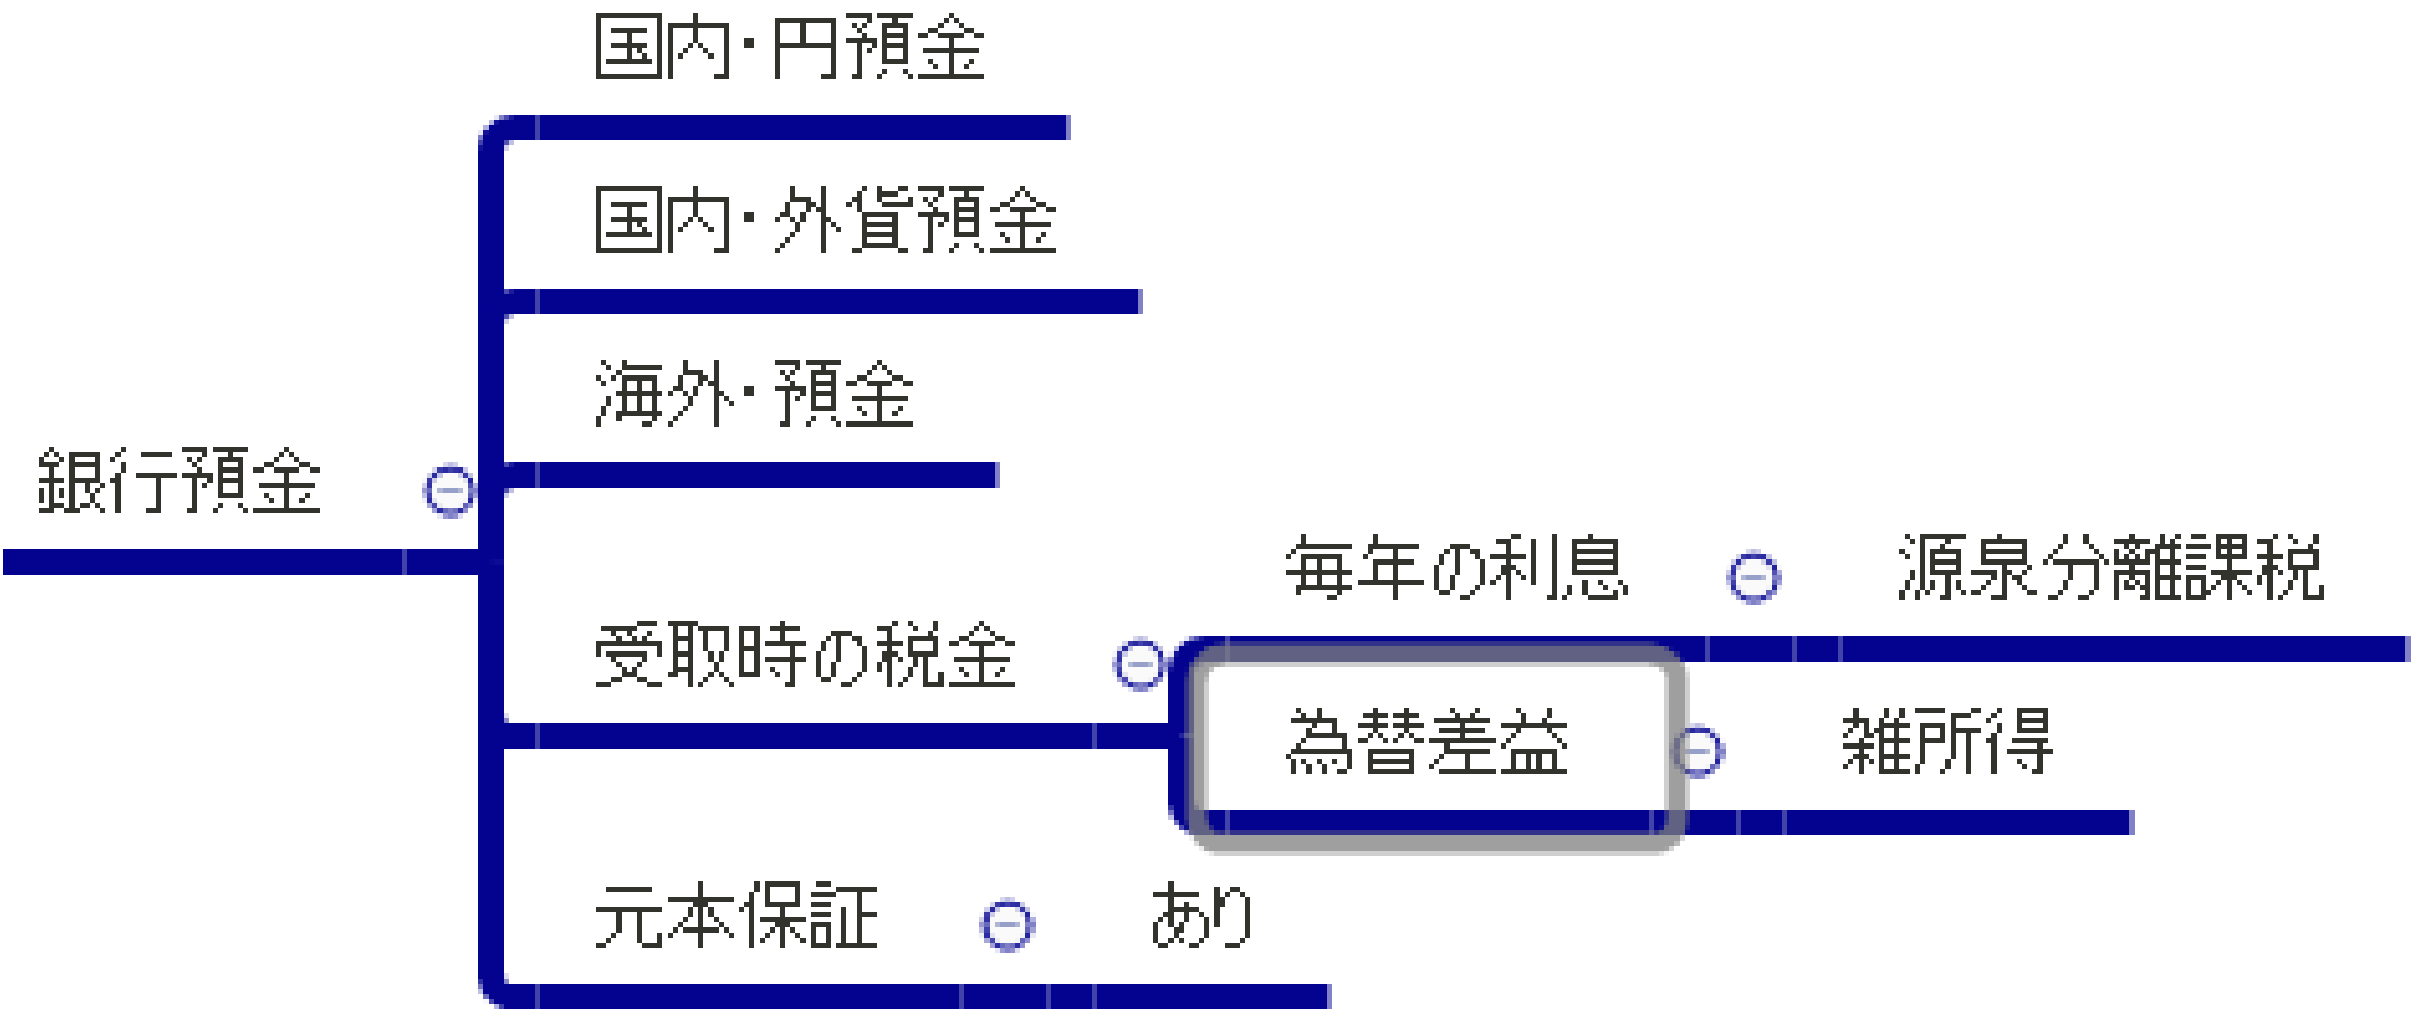 国内・円預金
国内・外貨預金
海外・預金
銀行預金
毎年の利息 源泉分離課税
受取時の税金
為替差益 雑所得
元本保証 あり